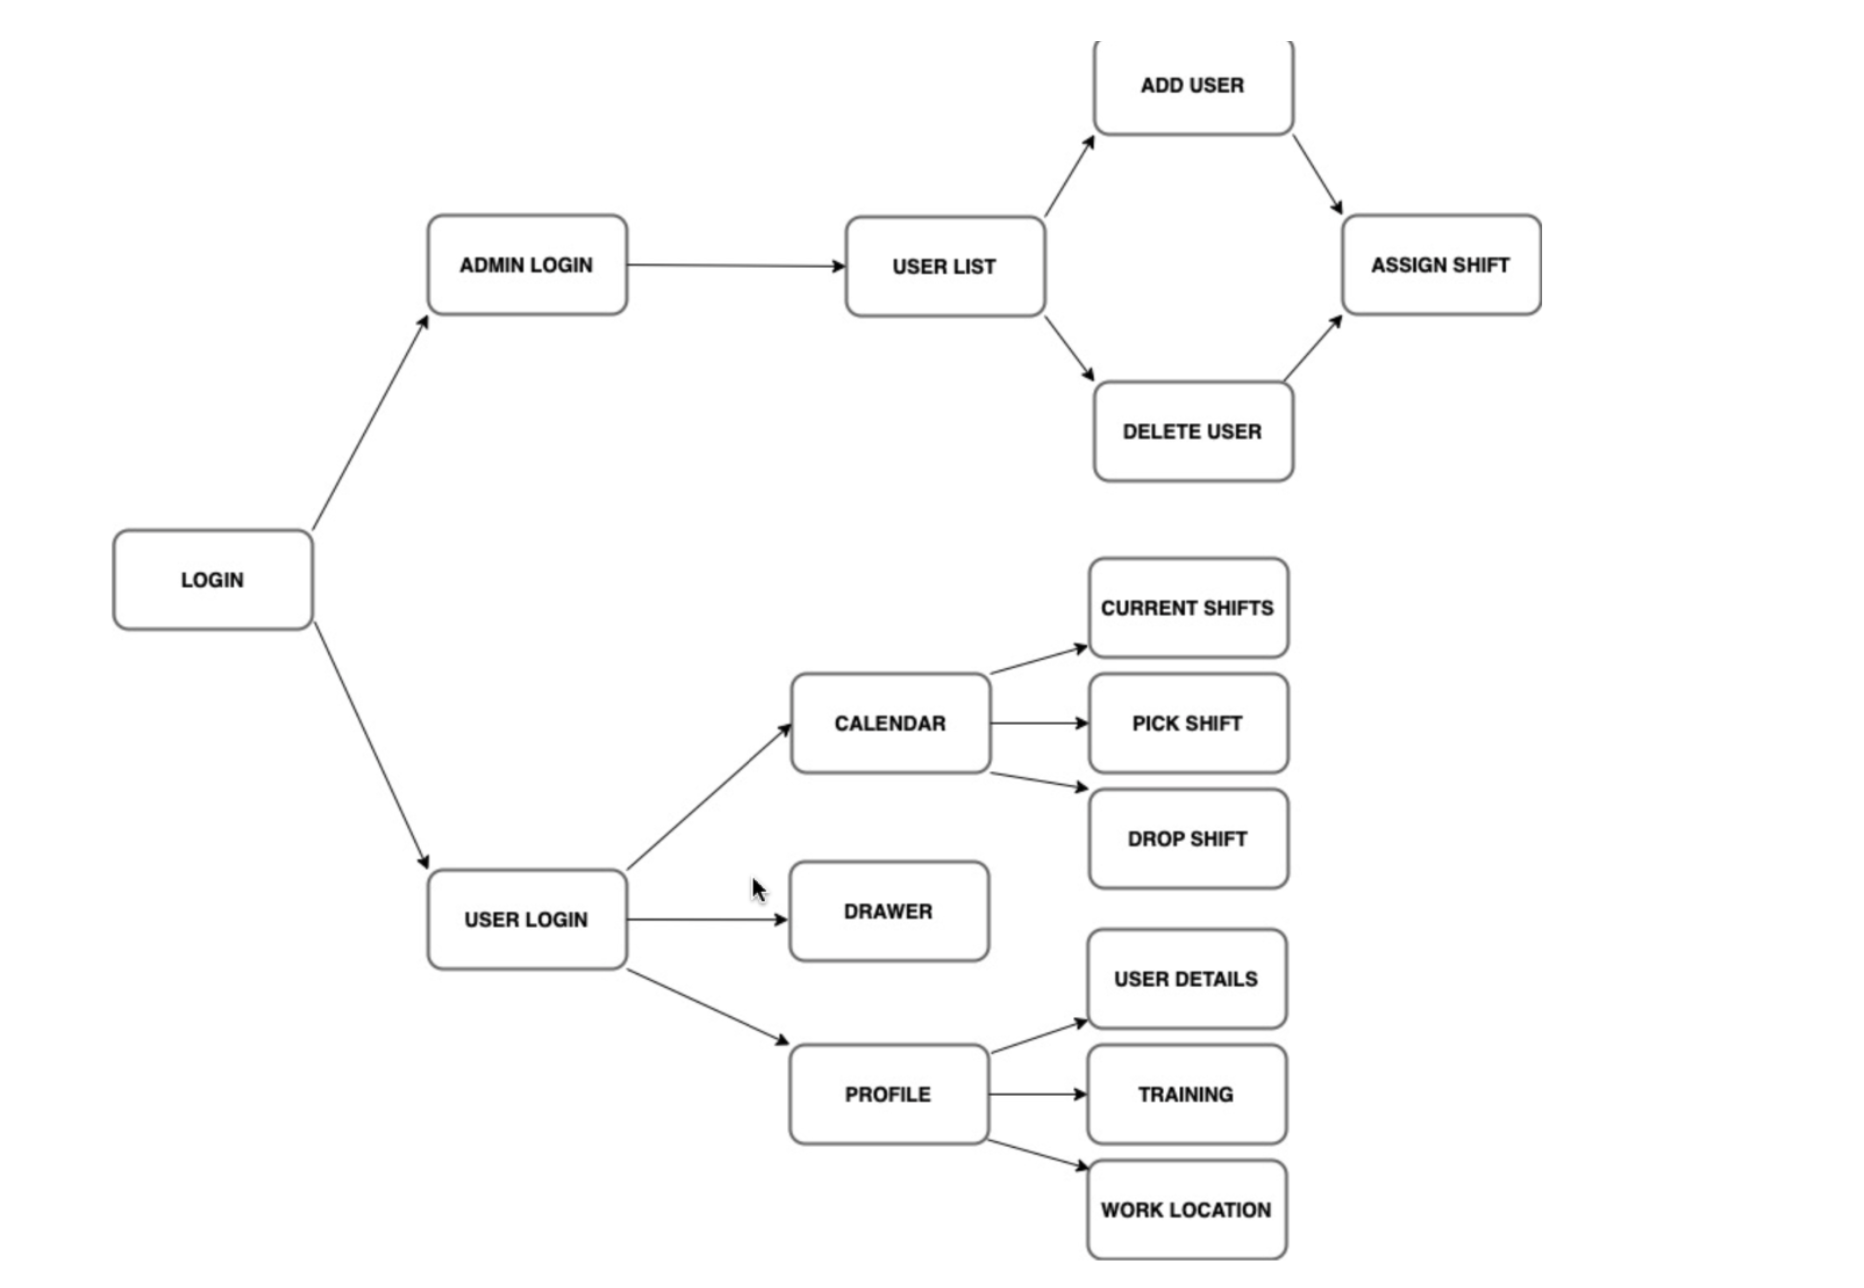 ADD USER
ADMIN LOGIN
USER LIST
ASSIGN SHIFT
DELETE USER
LOGIN
CURRENT SHIFTS
CALENDAR
PICK SHIFT
DROP SHIFT
USER LOGIN
DRAWER
USER DETAILS
PROFILE
TRAINING
WORK LOCATION